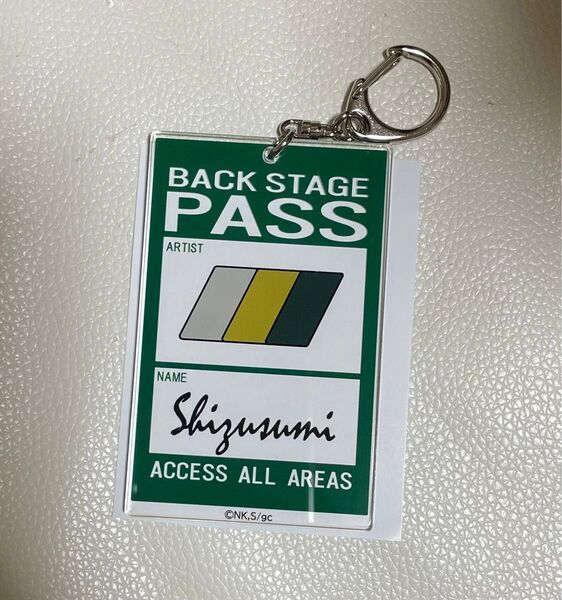 BACK STAGE
PASS
ARTIST
NAME
Shizusumi
ACCESS ALL AREAS
©NK,S/gc